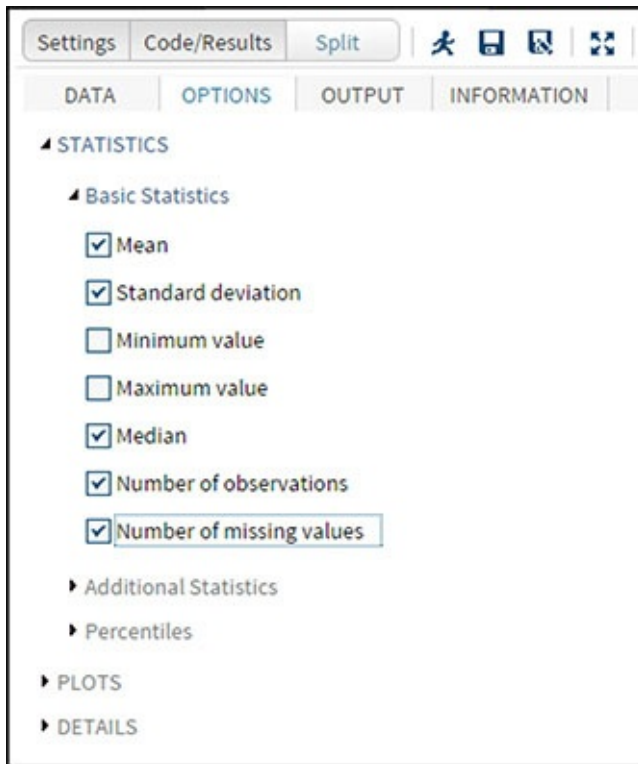 Settings Code/Results Split
DATA OPTIONS OUTPUT INFORMATION
STATISTICS
Basic Statistics
Mean
Standard deviation
Minimum value
Maximum value
Median
Number of observations
Number of missing values
Additional Statistics
Percentiles
PLOTS
DETAILS